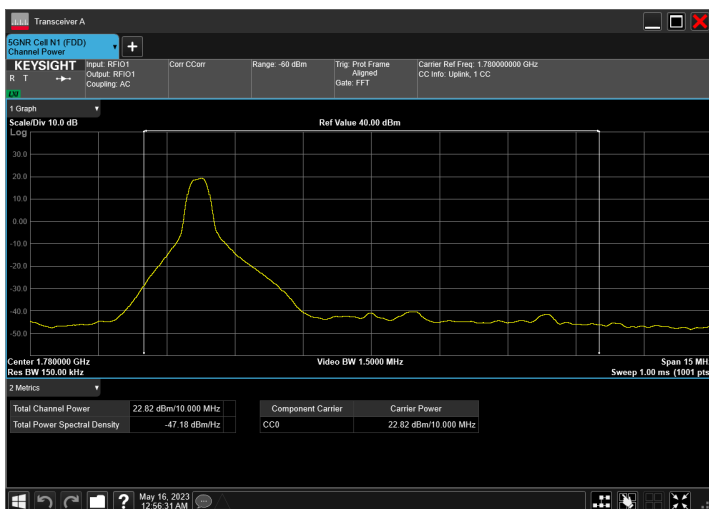 Transceiver A
5GNR Cell N1 (FDD)
Channel Power
KEYSIGHT
R T
LXI
Input: RFIO1
Output: RFIO1
Coupling: AC
Corr CCorr
Range: -60 dBm
Trig: Prot Frame
Aligned
Gate: FFT
Carrier Ref Freq: 1.780000000 GHz
CC Info: Uplink, 1 CC
1 Graph
Scale/Div 10.0 dB
Ref Value 40.00 dBm
Log
30.0
20.0
10.0
0.00
-10.0
-20.0
-30.0
-40.0
-50.0
Center 1.780000 GHz
Video BW 1.5000 MHz
Span 15 MH
Res BW 150.00 kHz
Sweep 1.00 ms (1001 pts
2 Metrics
Total Channel Power 22.82 dBm/10.000 MHz
Total Power Spectral Density -47.18 dBm/Hz
Component Carrier Carrier Power
CC0 22.82 dBm/10.000 MHz
?
May 16, 2023
12:56:31 AM